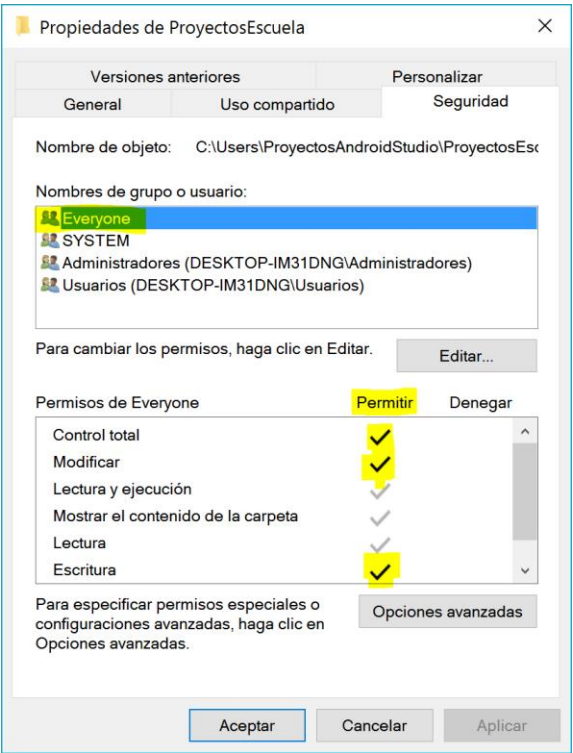 Propiedades de ProyectosEscuela
Versiones anteriores
Personalizar
General
Uso compartido
Seguridad
Nombre de objeto: C:\Users\ProyectosAndroidStudio\ProyectosEsc
Nombres de grupo o usuario:
Everyone
SYSTEM
Administradores (DESKTOP-IM31DNG\Administradores)
Usuarios (DESKTOP-IM31DNG\Usuarios)
Para cambiar los permisos, haga clic en Editar.
Editar...
Permisos de Everyone Permitir Denegar
Control total
Modificar
Lectura y ejecución
Mostrar el contenido de la carpeta
Lectura
Escritura
Para especificar permisos especiales o
configuraciones avanzadas, haga clic en
Opciones avanzadas.
Opciones avanzadas
Aceptar Cancelar Aplicar